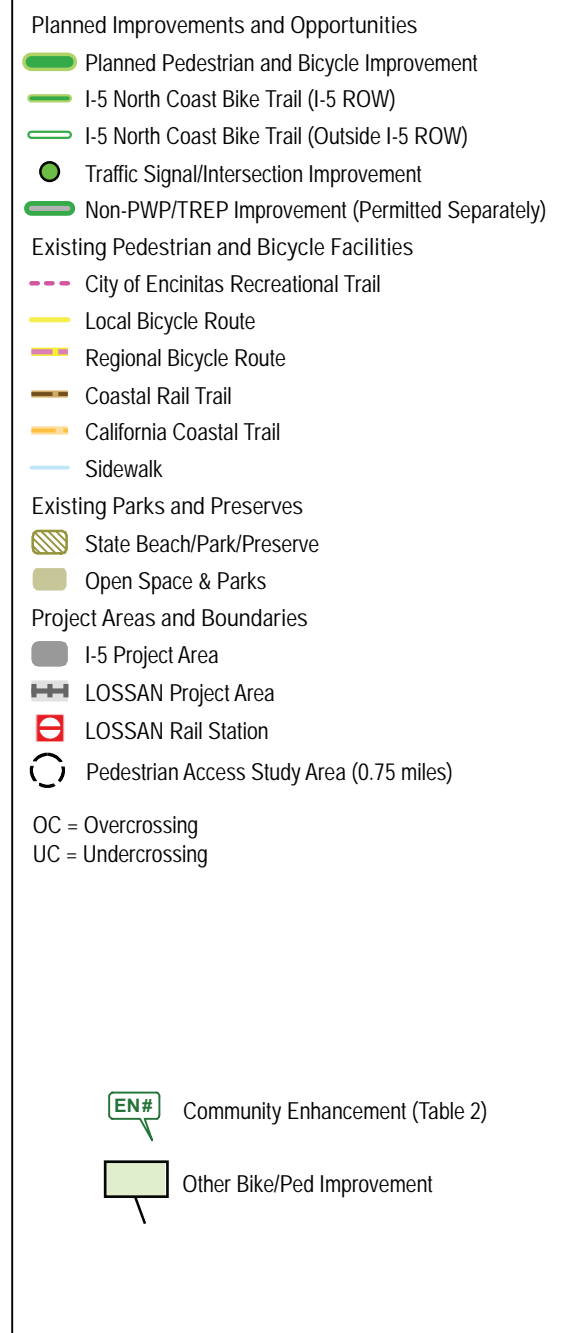 Planned Improvements and Opportunities
Planned Pedestrian and Bicycle Improvement
I-5 North Coast Bike Trail (I-5 ROW)
I-5 North Coast Bike Trail (Outside I-5 ROW)
Traffic Signal/Intersection Improvement
Non-PWP/TREP Improvement (Permitted Separately)
Existing Pedestrian and Bicycle Facilities
City of Encinitas Recreational Trail
Local Bicycle Route
Regional Bicycle Route
Coastal Rail Trail
California Coastal Trail
Sidewalk
Existing Parks and Preserves
State Beach/Park/Preserve
Open Space & Parks
Project Areas and Boundaries
I-5 Project Area
LOSSAN Project Area
LOSSAN Rail Station
Pedestrian Access Study Area (0.75 miles)
OC = Overcrossing
UC = Undercrossing
EN# Community Enhancement (Table 2)
Other Bike/Ped Improvement